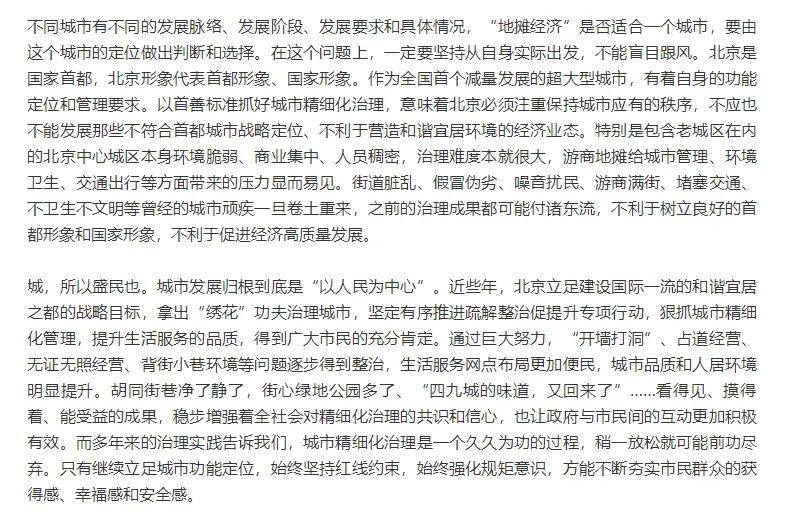 不同城市有不同的发展脉络、发展阶段、发展要求和具体情况，“地摊经济”是否适合一个城市，要由
这个城市的定位做出判断和选择。在这个问题上，一定要坚持从自身实际出发，不能盲目跟风。北京是
国家首都，北京形象代表首都形象、国家形象。作为全国首个减量发展的超大型城市，有着自身的功能
定位和管理要求。以首善标准抓好城市精细化治理，意味着北京必须注重保持城市应有的秩序，不应也
不能发展那些不符合首都城市战略定位、不利于营造和谐宜居环境的经济业态。特别是包含老城区在内
的北京中心城区本身环境脆弱、商业集中、人员稠密，治理难度本就很大，游商地摊给城市管理、环境
卫生、交通出行等方面带来的压力显而易见。街道脏乱、假冒伪劣、噪音扰民、游商满街、堵塞交通、
不卫生不文明等曾经的城市顽疾一旦卷土重来，之前的治理成果都可能付诸东流，不利于树立良好的首
都形象和国家形象，不利于促进经济高质量发展。
城，所以盛民也。城市发展归根到底是“以人民为中心”。近些年，北京立足建设国际一流的和谐宜居
之都的战略目标，拿出“绣花”功夫治理城市，坚定有序推进疏解整治促提升专项行动，狠抓城市精细
化管理，提升生活服务的品质，得到广大市民的充分肯定。通过巨大努力，“开墙打洞”、占道经营、
无证无照经营、背街小巷环境等问题逐步得到整治，生活服务网点布局更加便民，城市品质和人居环境
明显提升。胡同街巷净了静了，街心绿地公园多了、“四九城的味道，又回来了”……看得见、摸得
着、能受益的成果，稳步增强着全社会对精细化治理的共识和信心，也让政府与市民间的互动更加积极
有效。而多年来的治理实践告诉我们，城市精细化治理是一个久久为功的过程，稍一放松就可能前功尽
弃。只有继续立足城市功能定位，始终坚持红线约束，始终强化规矩意识，方能不断夯实市民群众的获
得感、幸福感和安全感。